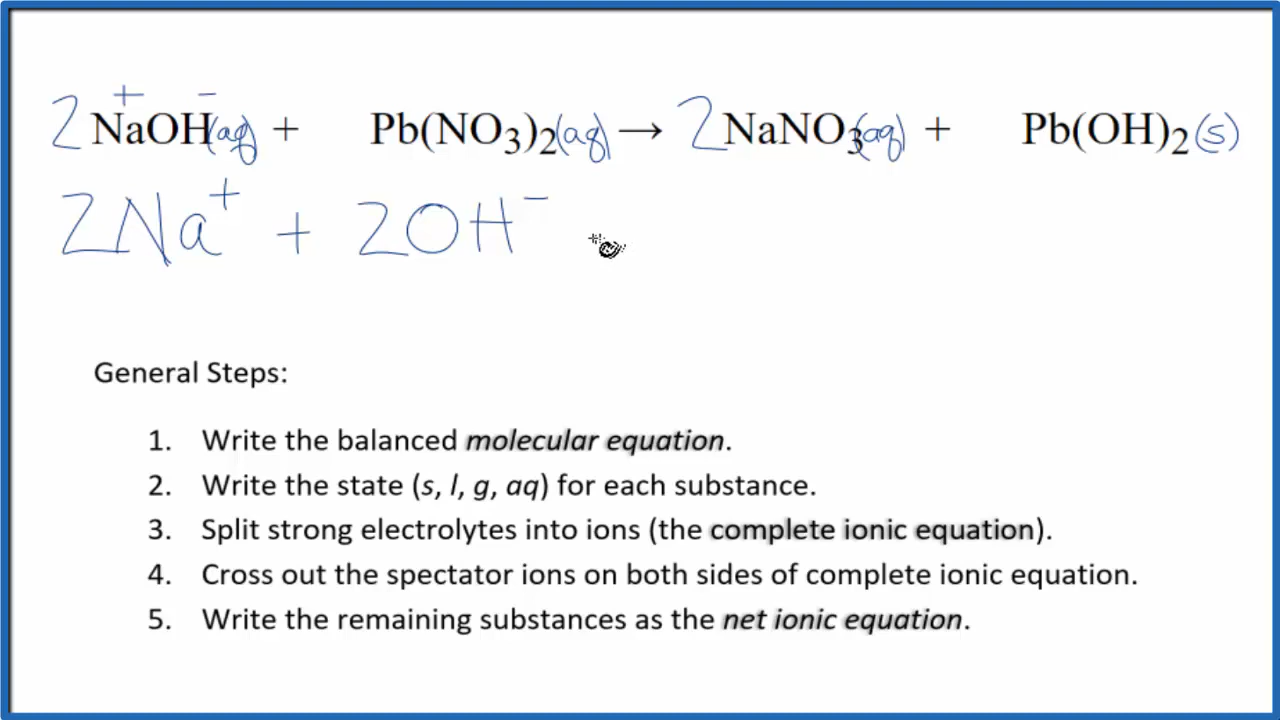 2NaOH(aq) + Pb(NO₃)₂(aq) → 2NaNO₃(aq) + Pb(OH)₂(s)
+ -
2Na⁺ + 2OH⁻
General Steps:
1. Write the balanced molecular equation.
2. Write the state (s, l, g, aq) for each substance.
3. Split strong electrolytes into ions (the complete ionic equation).
4. Cross out the spectator ions on both sides of complete ionic equation.
5. Write the remaining substances as the net ionic equation.